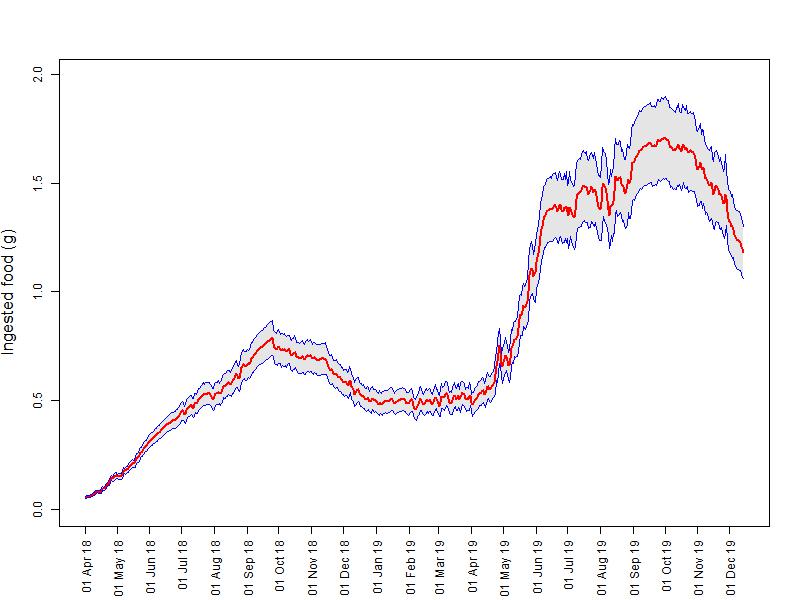 Ingested food (g)
2.0
1.5
1.0
0.5
0.0
01 Apr 18
01 May 18
01 Jun 18
01 Jul 18
01 Aug 18
01 Sep 18
01 Oct 18
01 Nov 18
01 Dec 18
01 Jan 19
01 Feb 19
01 Mar 19
01 Apr 19
01 May 19
01 Jun 19
01 Jul 19
01 Aug 19
01 Sep 19
01 Oct 19
01 Nov 19
01 Dec 19